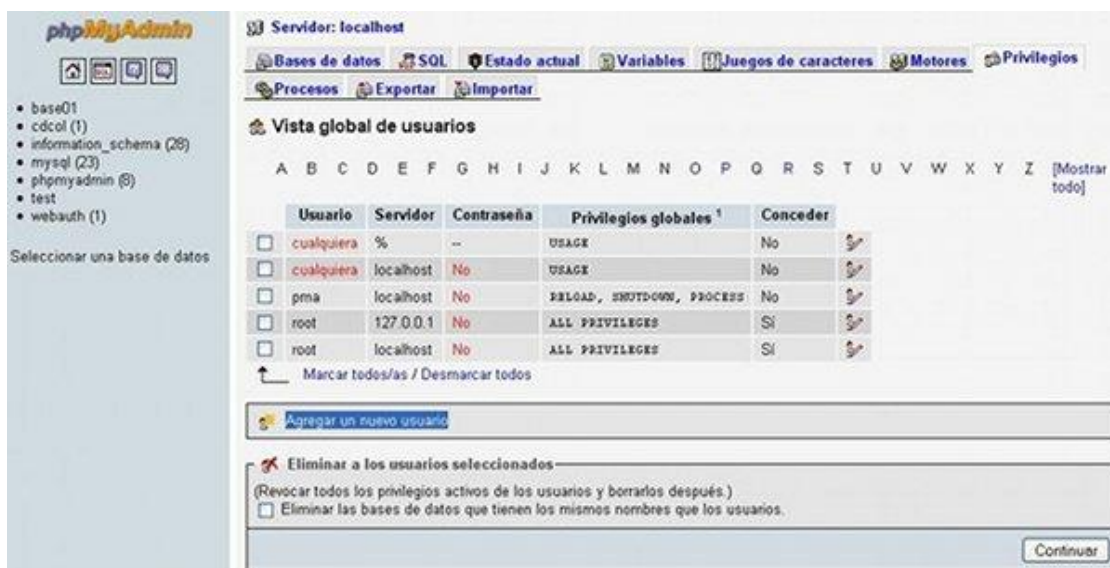 phpMyAdmin
base01
cdcol (1)
information_schema (28)
mysql (23)
phpmyadmin (8)
test
webauth (1)
Seleccionar una base de datos
Servidor: localhost
Bases de datos SQL Estado actual Variables Juegos de caracteres Motores Privilegios
Procesos Exportar Importar
Vista global de usuarios
A B C D E F G H I J K L M N O P Q R S T U V W X Y Z [Mostrar todo]
Usuario Servidor Contraseña Privilegios globales 1 Conceder
cualquiera % -- USAGE No
cualquiera localhost No USAGE No
pma localhost No RELOAD, SHUTDOWN, PROCESS No
root 127.0.0.1 No ALL PRIVILEGES Sí
root localhost No ALL PRIVILEGES Sí
Marcar todos/as / Desmarcar todos
Agregar un nuevo usuario
Eliminar a los usuarios seleccionados
(Revocar todos los privilegios activos de los usuarios y borrarlos después.)
Eliminar las bases de datos que tienen los mismos nombres que los usuarios.
Continuar